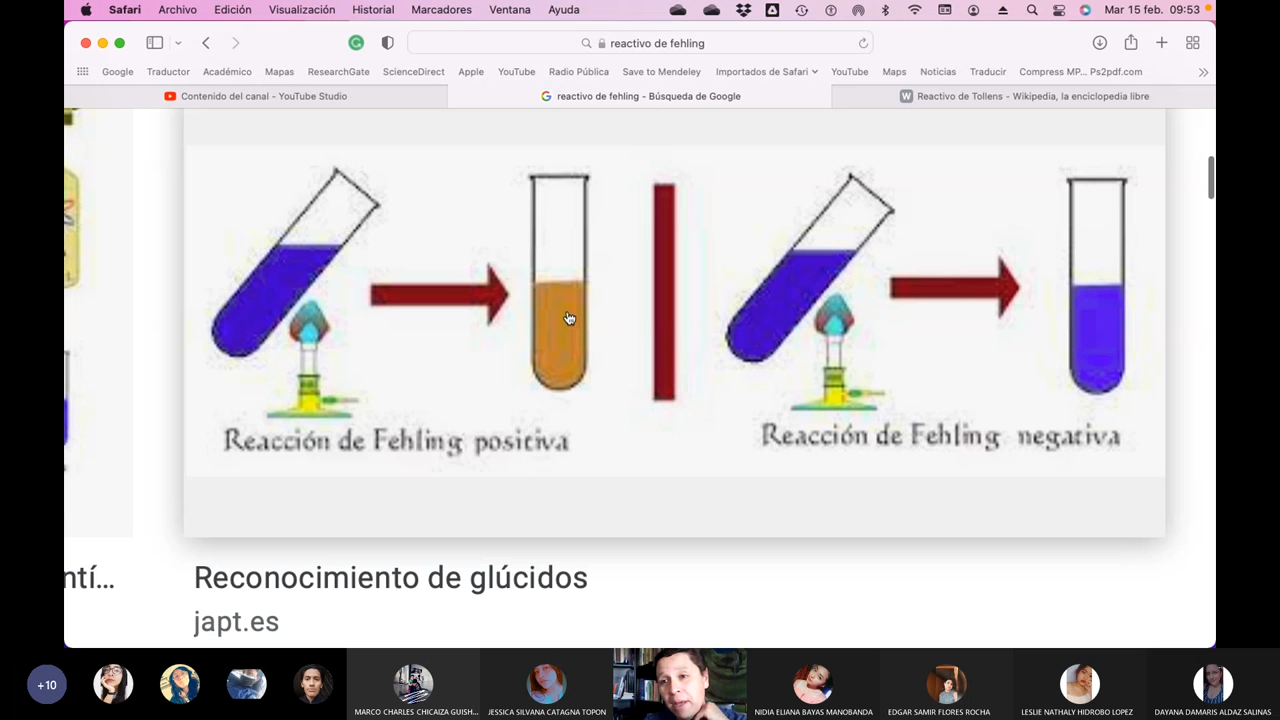 Safari Archivo Edición Visualización Historial Marcadores Ventana Ayuda Mar 15 feb. 09:53
reactivo de fehling
Google Traductor Académico Mapas ResearchGate ScienceDirect Apple YouTube Radio Pública Save to Mendeley Importados de Safari YouTube Maps Noticias Traducir Compress MP... Ps2pdf.com
Contenido del canal - YouTube Studio reactivo de fehling - Búsqueda de Google Reactivo de Tollens - Wikipedia, la enciclopedia libre
Reacción de Fehling positiva Reacción de Fehling negativa
ntí... Reconocimiento de glúcidos
japt.es
+10 MARCO CHARLES CHICAIZA GUISH... JESSICA SILVANA CATAGNA TOPON NIDIA ELIANA BAYAS MANOBANDA EDGAR SAMIR FLORES ROCHA LESLIE NATHALY HIDROBO LOPEZ DAYANA DAMARIS ALDAZ SALINAS